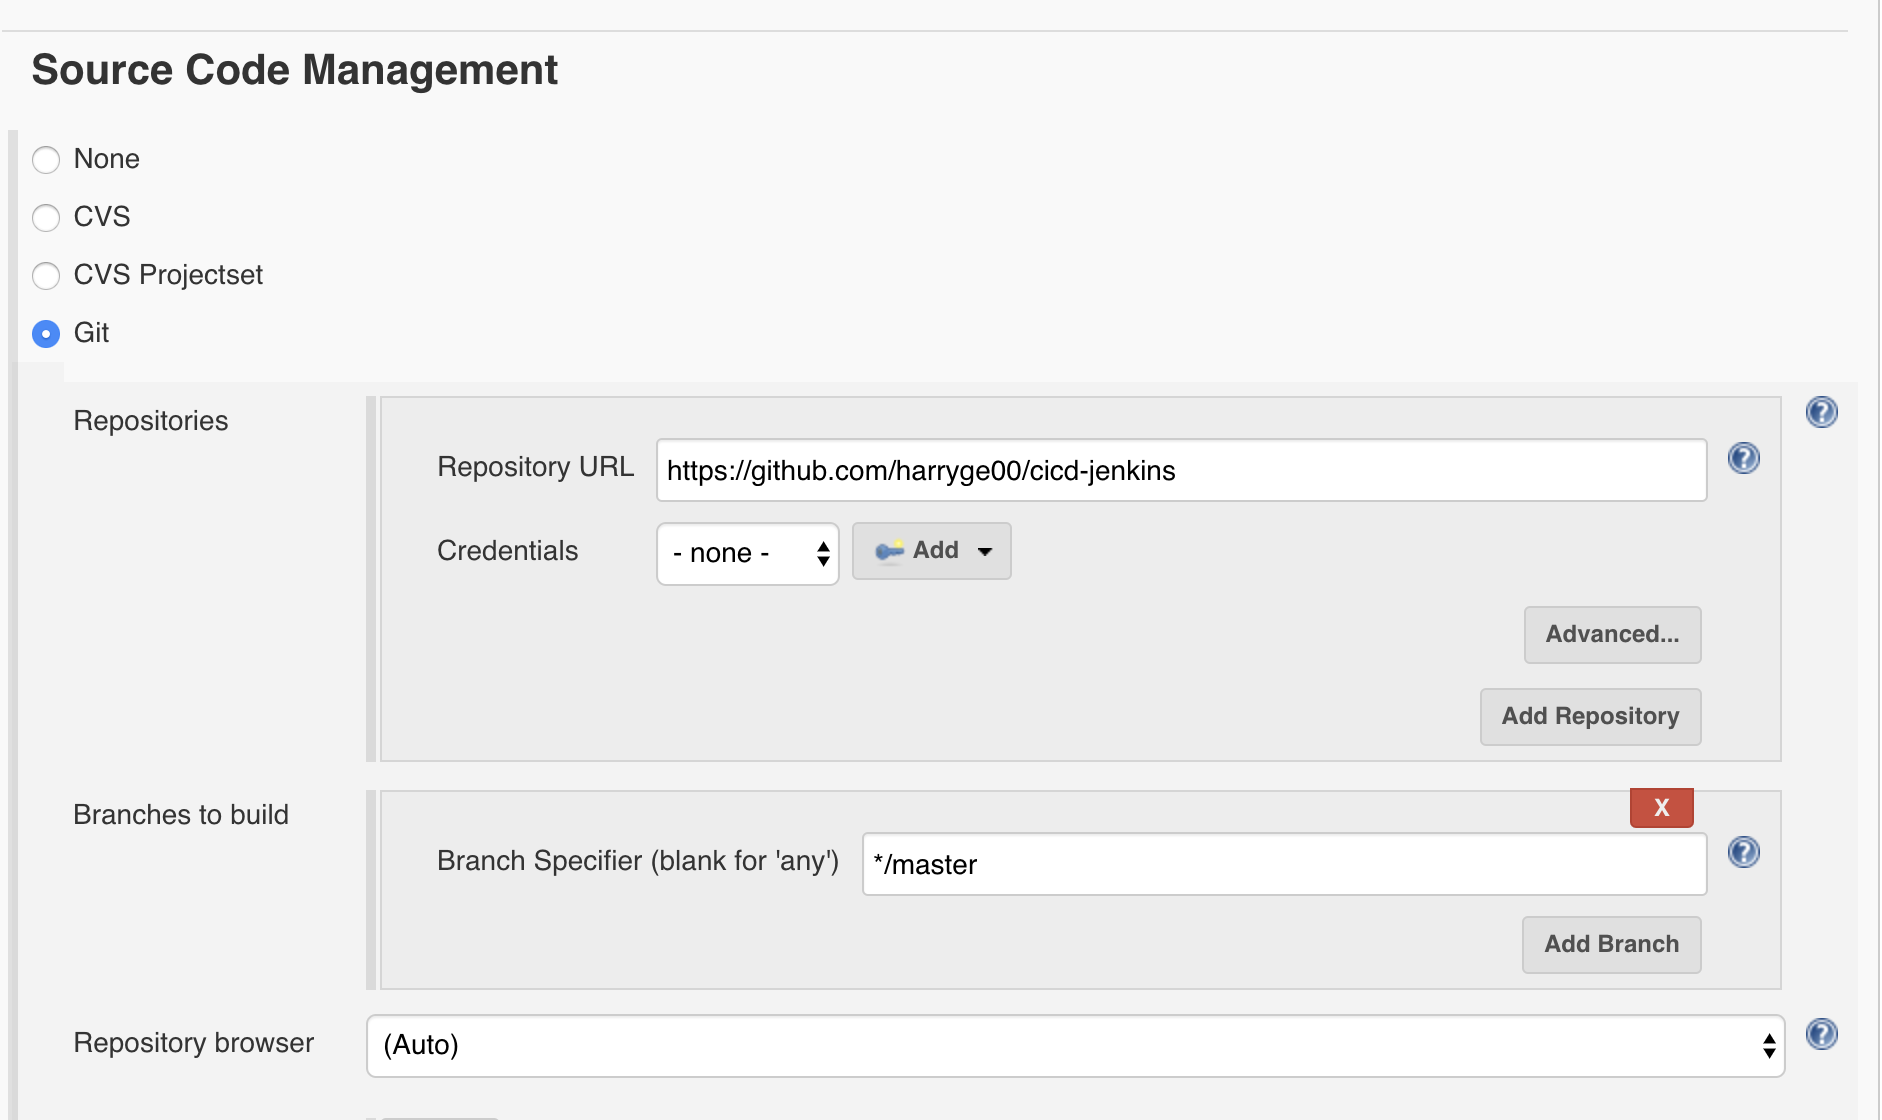 Source Code Management
None
CVS
CVS Projectset
Git
Repositories
Repository URL https://github.com/harryge00/cicd-jenkins
Credentials - none - Add
Advanced...
Add Repository
Branches to build
X
Branch Specifier (blank for 'any') */master
Add Branch
Repository browser (Auto)